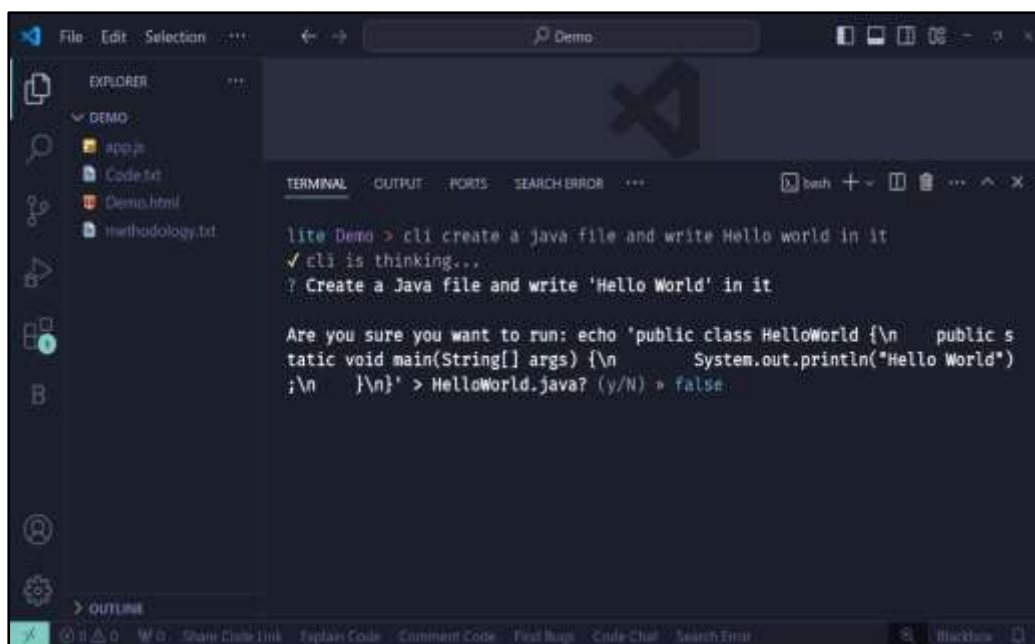 File Edit Selection ···
Demo
EXPLORER ···
DEMO
app.js
Code.txt
Demo.html
methodology.txt
OUTLINE
TERMINAL OUTPUT PORTS SEARCH ERROR ···
bash
lite Demo > cli create a java file and write Hello world in it
✓ cli is thinking...
? Create a Java file and write 'Hello World' in it
Are you sure you want to run: echo 'public class HelloWorld {\n    public s
tatic void main(String[] args) {\n        System.out.println("Hello World")
;\n    }\n}' > HelloWorld.java? (y/N) » false
1
B
0 0 0 Share Code Link Explain Code Comment Code Find Bugs Code Chat Search Error Blackbox